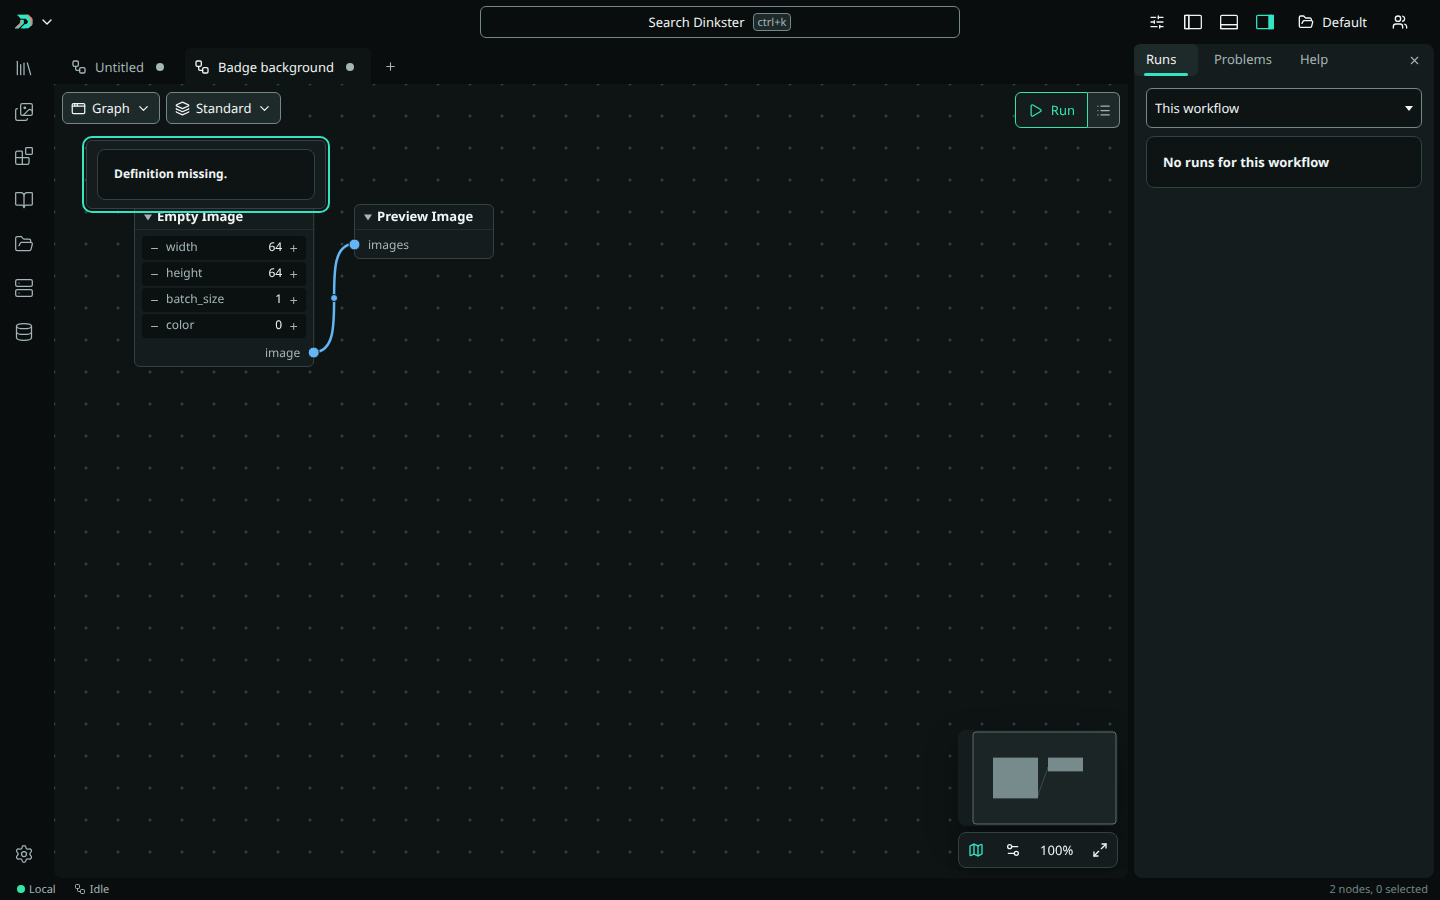 Search Dinkster ctrl+k
Default
Untitled
Badge background
Runs
Problems
Help
Graph
Standard
Run
This workflow
No runs for this workflow
Definition missing.
Empty Image
width 64
height 64
batch_size 1
color 0
image
Preview Image
images
100%
Local
Idle
2 nodes, 0 selected